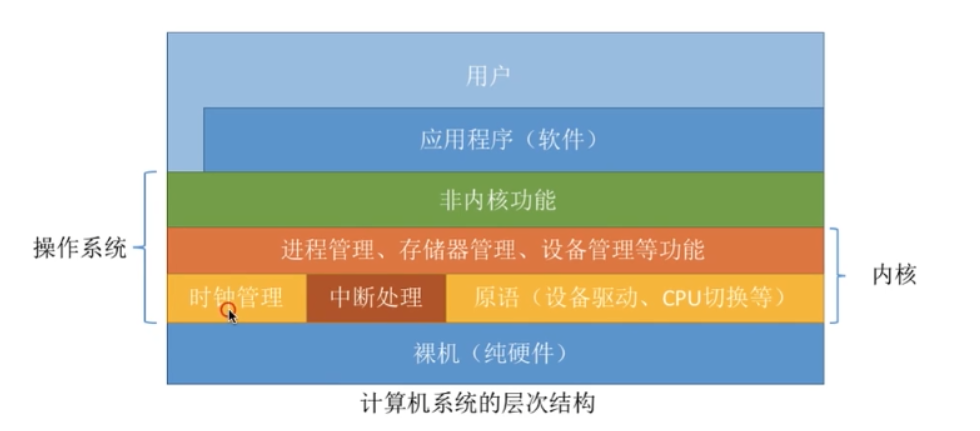 用户
应用程序（软件）
非内核功能
操作系统
进程管理、存储器管理、设备管理等功能
内核
时钟管理
中断处理
原语（设备驱动、CPU切换等）
裸机（纯硬件）
计算机系统的层次结构